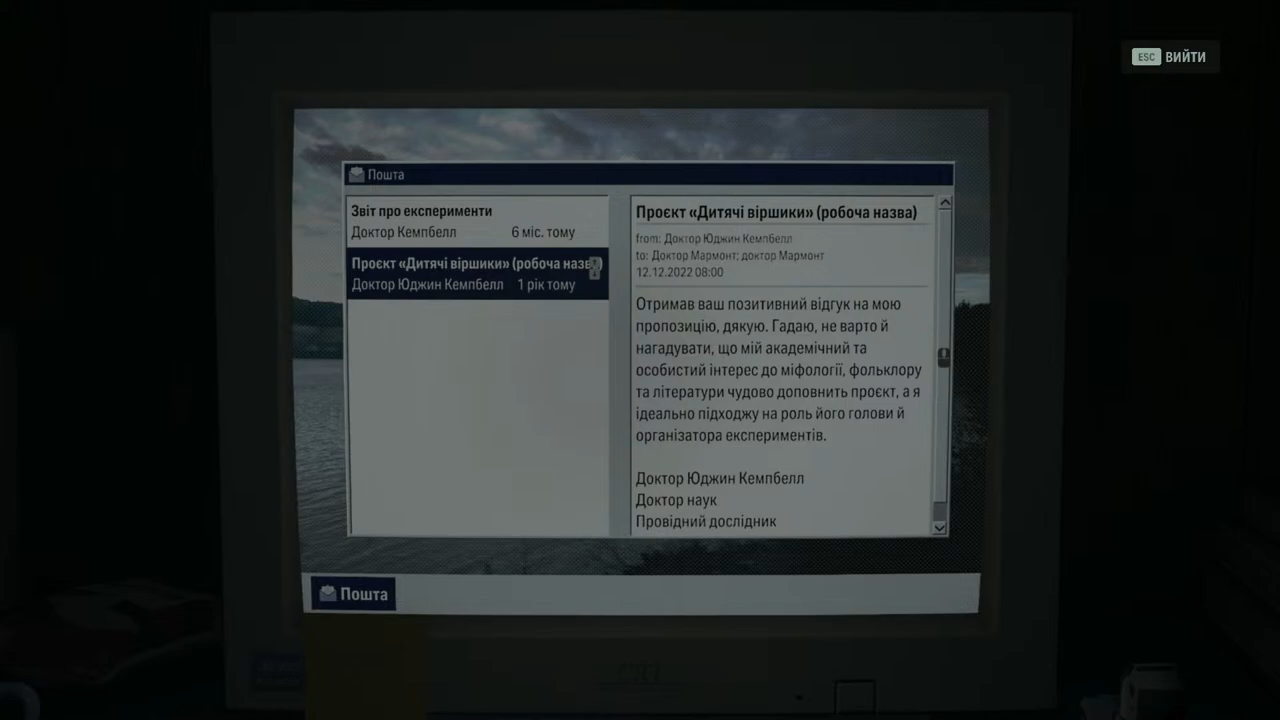 ESC ВИЙТИ
Пошта
Звіт про експерименти
Доктор Кемпбелл 6 міс. тому
Проєкт «Дитячі віршики» (робоча назв
Доктор Юджин Кемпбелл 1 рік тому
Проєкт «Дитячі віршики» (робоча назва)
from: Доктор Юджин Кемпбелл
to: Доктор Мармонт; доктор Мармонт
12.12.2022 08:00
Отримав ваш позитивний відгук на мою
пропозицію, дякую. Гадаю, не варто й
нагадувати, що мій академічний та
особистий інтерес до міфології, фольклору
та літератури чудово доповнить проєкт, а я
ідеально підходжу на роль його голови й
організатора експериментів.
Доктор Юджин Кемпбелл
Доктор наук
Провідний дослідник
Пошта